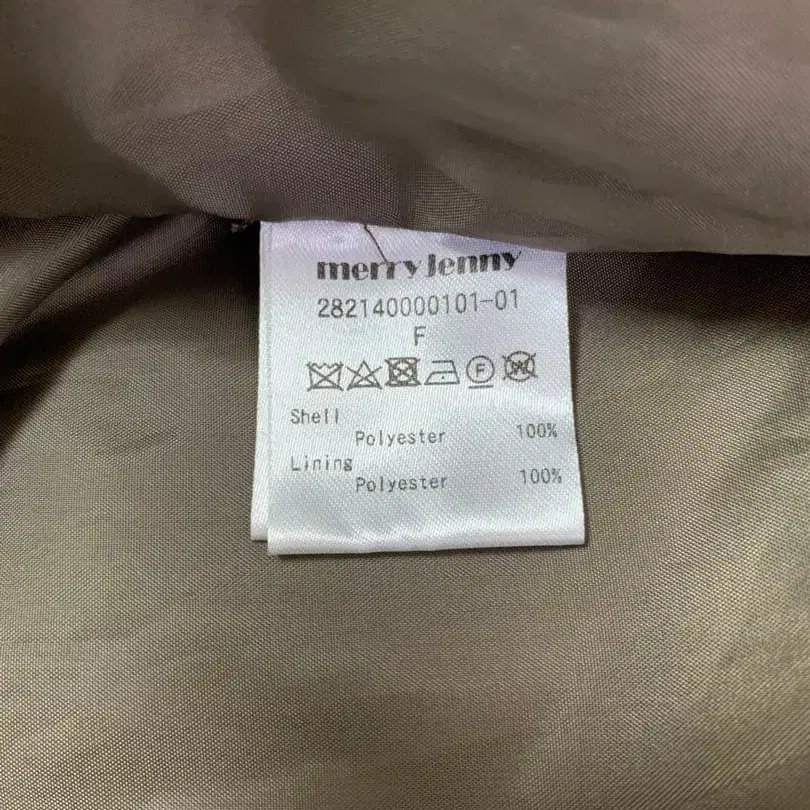 merry jenny
282140000101-01
F
F W
Shell
Polyester 100%
Lining
Polyester 100%